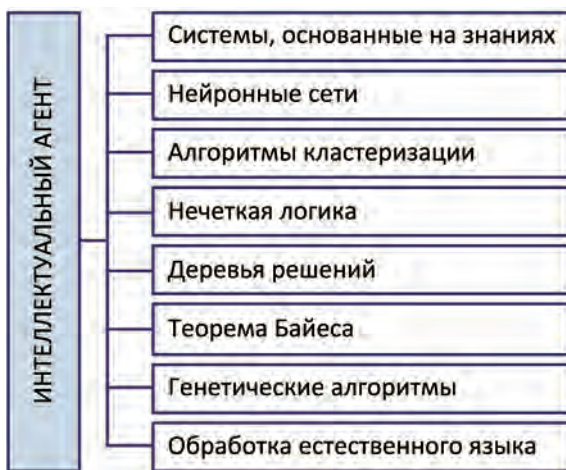 ИНТЕЛЛЕКТУАЛЬНЫЙ АГЕНТ
Системы, основанные на знаниях
Нейронные сети
Алгоритмы кластеризации
Нечеткая логика
Деревья решений
Теорема Байеса
Генетические алгоритмы
Обработка естественного языка